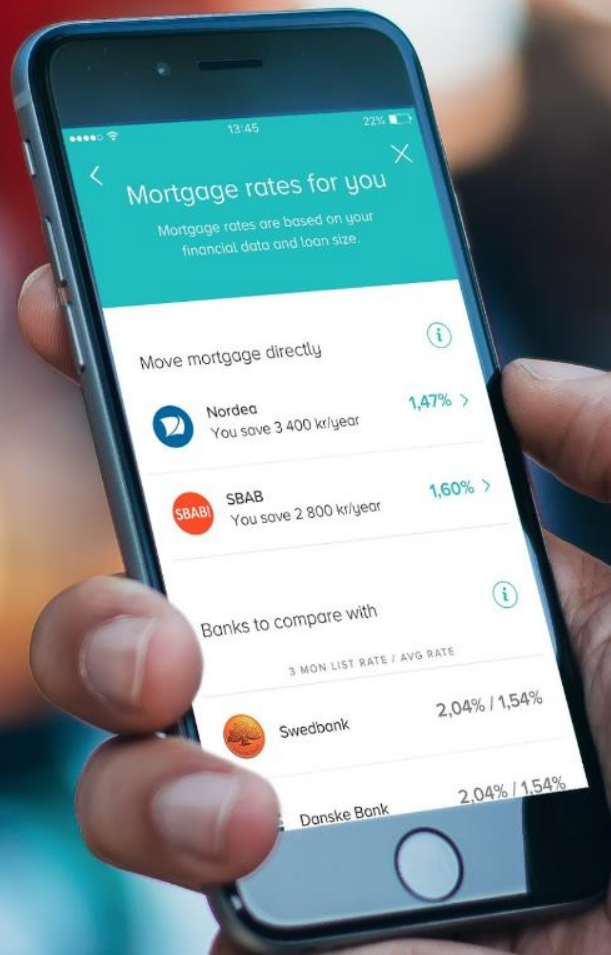 13:45
22%
Mortgage rates for you
Mortgage rates are based on your
financial data and loan size.
Move mortgage directly
Nordea
1,47%
You save 3 400 kr/year
SBAB!
SBAB
1,60%
You save 2 800 kr/year
Banks to compare with
3 MON LIST RATE / AVG RATE
Swedbank
2,04% / 1,54%
Danske Bank
2,04% / 1,54%